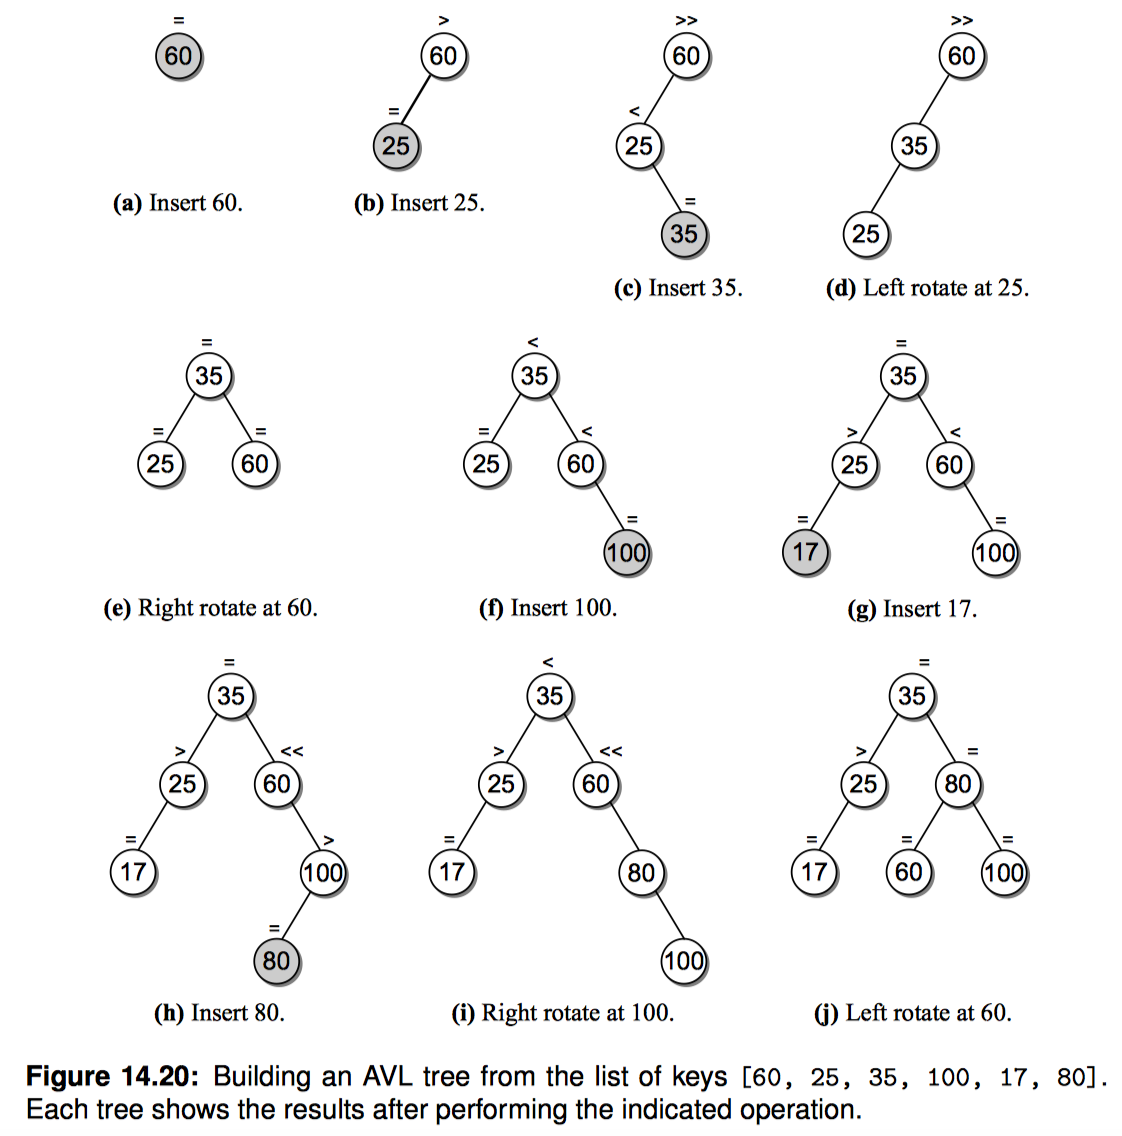 = > >> >>
60 60 60 60
= <
25 25 35
(a) Insert 60. (b) Insert 25.
=
35 25
(c) Insert 35. (d) Left rotate at 25.
= < =
35 35 35
= = = < > <
25 60 25 60 25 60
= = =
100 17 100
(e) Right rotate at 60. (f) Insert 100. (g) Insert 17.
= < =
35 35 35
> << > << > =
25 60 25 60 25 80
= > = = = =
17 100 17 80 17 60 100
=
80 100
(h) Insert 80. (i) Right rotate at 100. (j) Left rotate at 60.
Figure 14.20: Building an AVL tree from the list of keys [60, 25, 35, 100, 17, 80].
Each tree shows the results after performing the indicated operation.